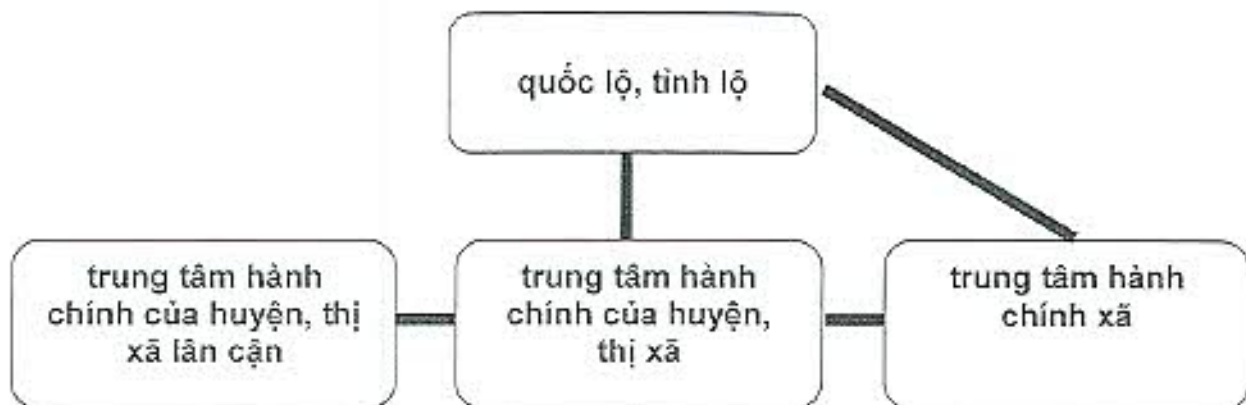 quốc lộ, tỉnh lộ
trung tâm hành
chính của huyện, thị
xã lân cận
trung tâm hành
chính của huyện,
thị xã
trung tâm hành
chính xã